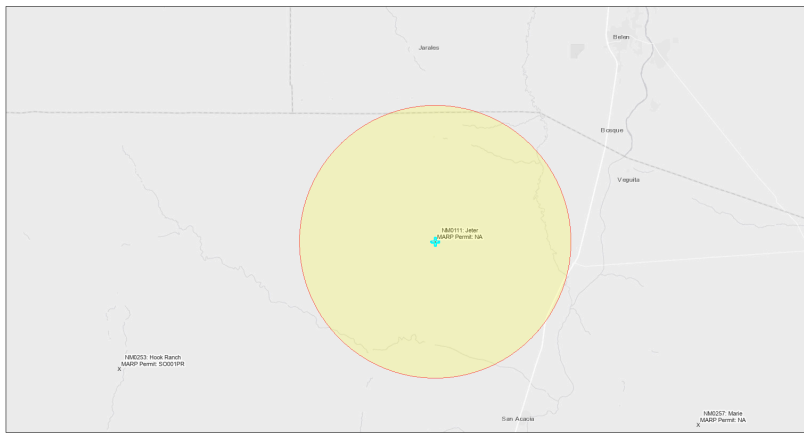 Belen
Jarales
Bosque
Veguita
NM0111: Jeter
MARP Permit: NA
NM0253: Hook Ranch
MARP Permit: SO001PR
X
San Acacia
NM0257: Marie
MARP Permit: NA
X